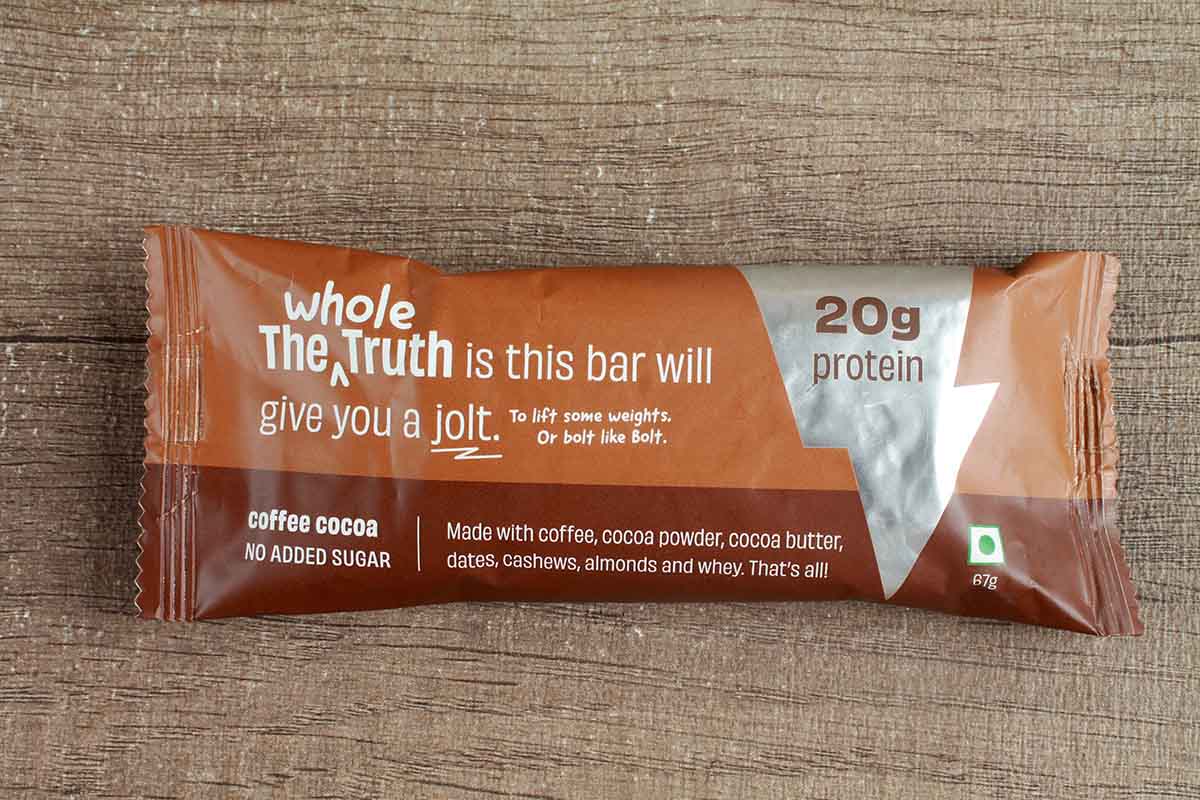 whole
The Truth is this bar will
give you a jolt. To lift some weights.
Or bolt like Bolt.
20g
protein
coffee cocoa
NO ADDED SUGAR
Made with coffee, cocoa powder, cocoa butter,
dates, cashews, almonds and whey. That's all!
67g